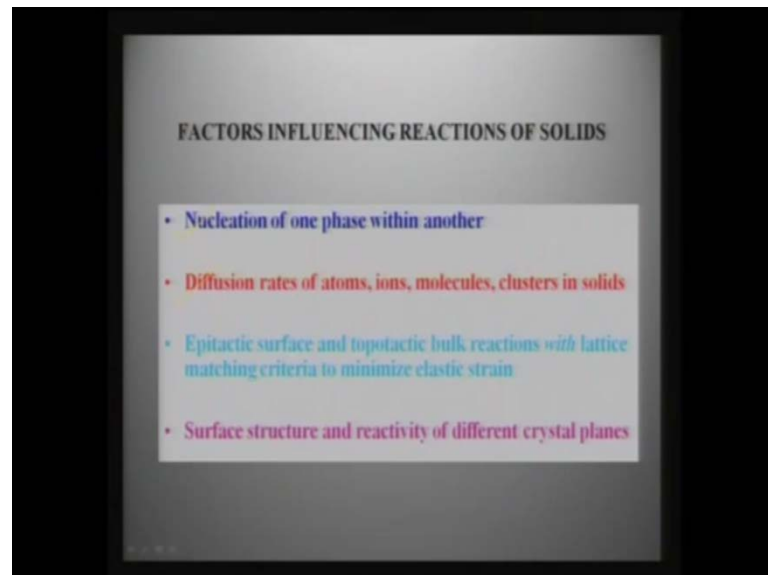 FACTORS INFLUENCING REACTIONS OF SOLIDS
• Nucleation of one phase within another
• Diffusion rates of atoms, ions, molecules, clusters in solids
• Epitactic surface and topotactic bulk reactions with lattice
matching criteria to minimize elastic strain
• Surface structure and reactivity of different crystal planes